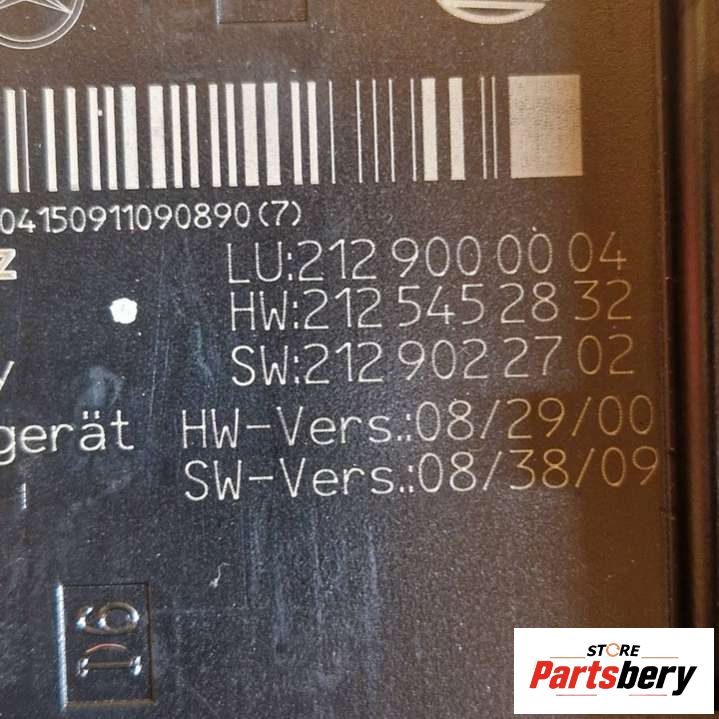 04150911090890(7)
z
LU:212 900 00 04
HW:212 545 28 32
SW:212 902 27 02
y
gerät HW-Vers.:08/29/00
SW-Vers.:08/38/09
D6
STORE
Partsbery